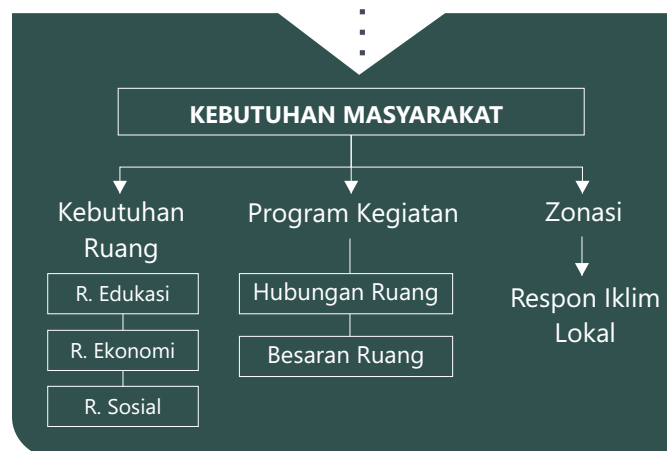 KEBUTUHAN MASYARAKAT
Kebutuhan
Ruang
R. Edukasi
R. Ekonomi
R. Sosial
Program Kegiatan
Hubungan Ruang
Besaran Ruang
Zonasi
Respon Iklim
Lokal